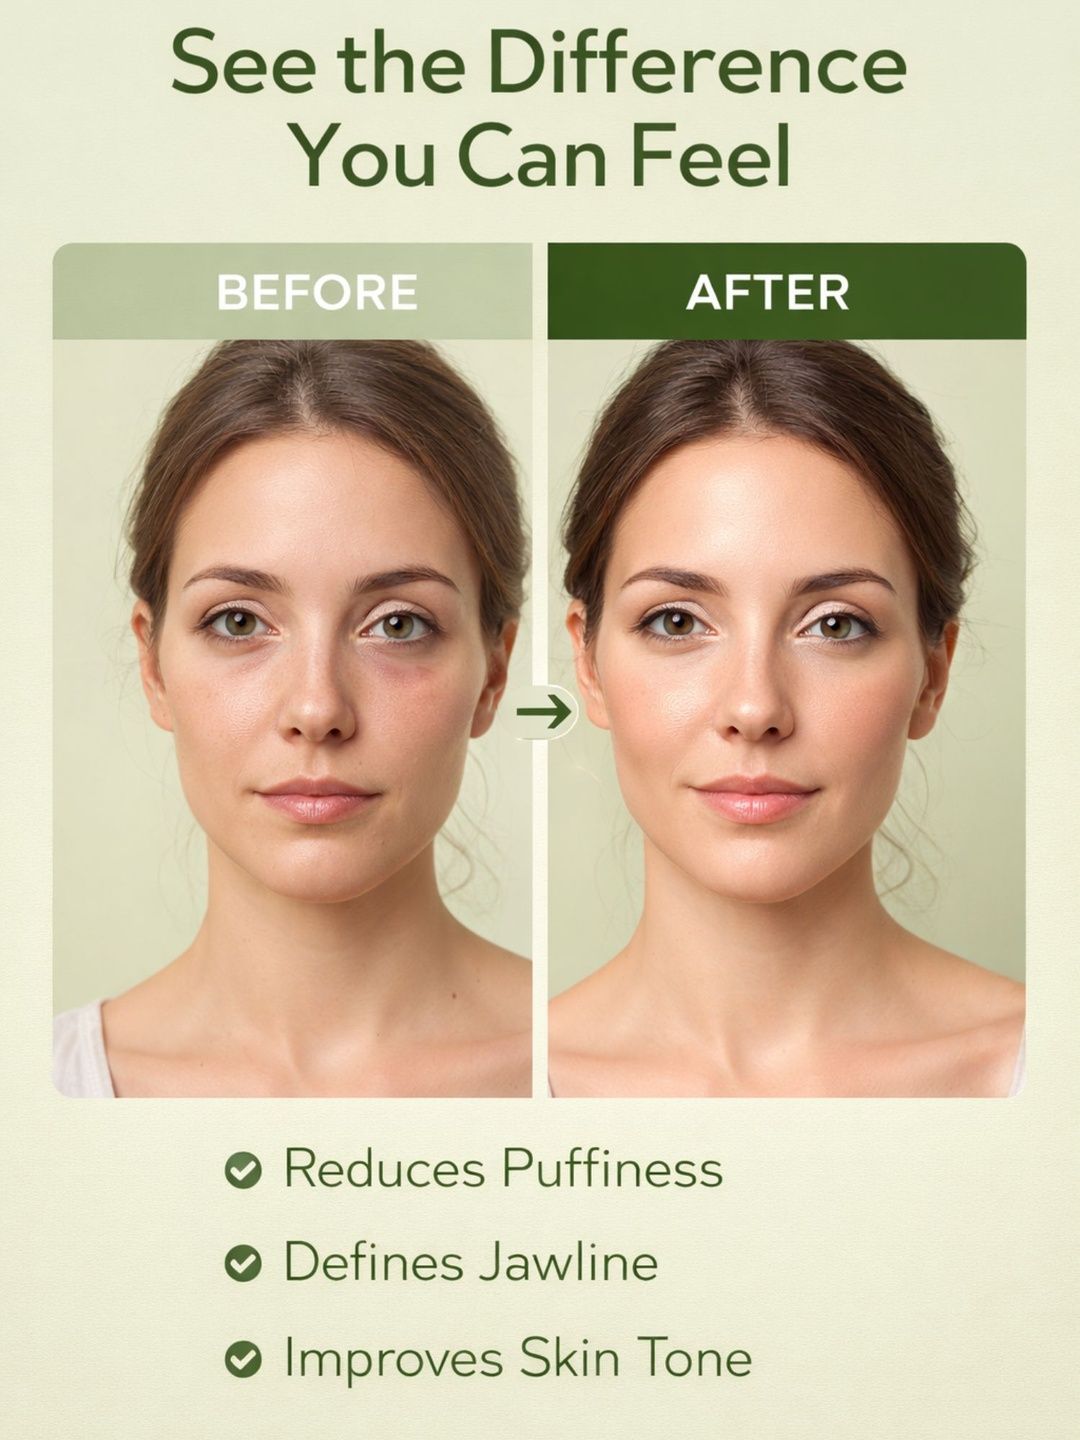 See the Difference
You Can Feel
BEFORE
AFTER
Reduces Puffiness
Defines Jawline
Improves Skin Tone